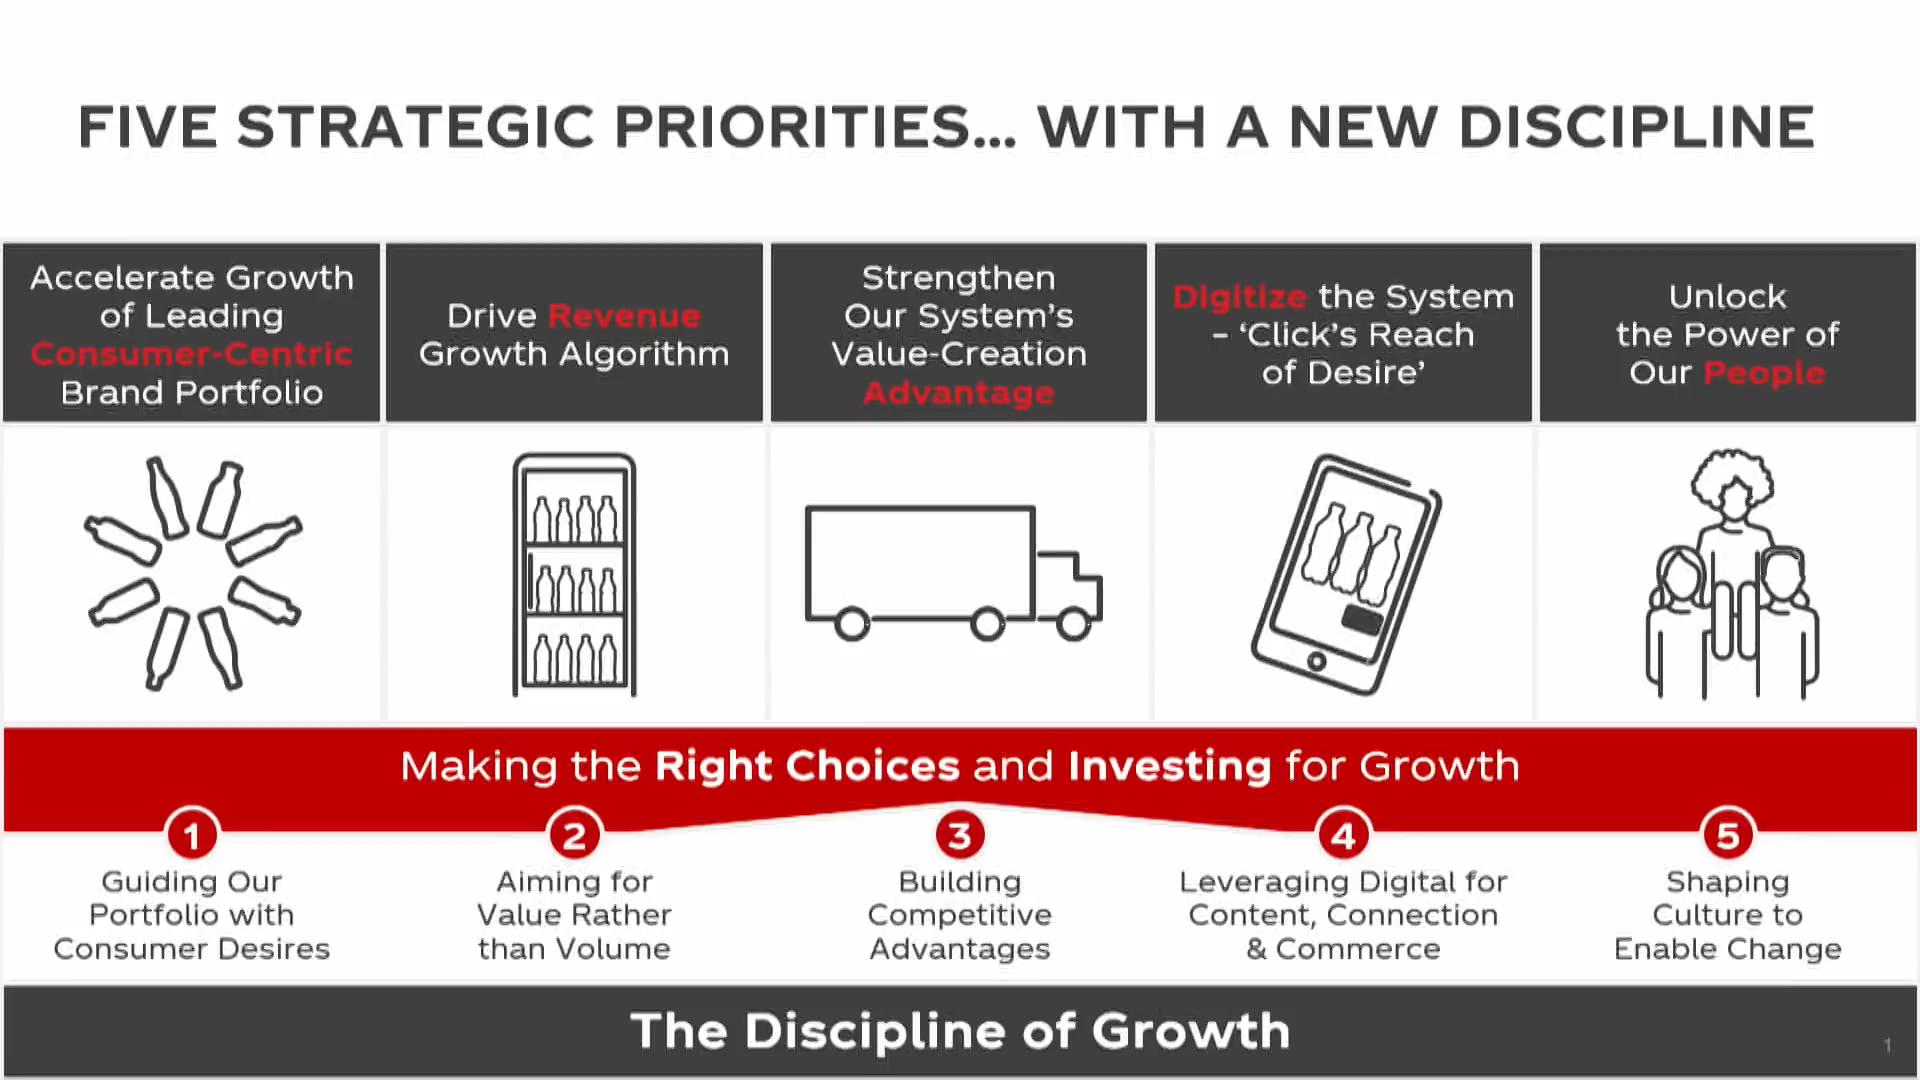 FIVE STRATEGIC PRIORITIES... WITH A NEW DISCIPLINE
Accelerate Growth
of Leading
Consumer-Centric
Brand Portfolio
Drive Revenue
Growth Algorithm
Strengthen
Our System's
Value-Creation
Advantage
Digitize the System
– ‘Click’s Reach
of Desire’
Unlock
the Power of
Our People
Making the Right Choices and Investing for Growth
1
Guiding Our
Portfolio with
Consumer Desires
2
Aiming for
Value Rather
than Volume
3
Building
Competitive
Advantages
4
Leveraging Digital for
Content, Connection
& Commerce
5
Shaping
Culture to
Enable Change
The Discipline of Growth
1